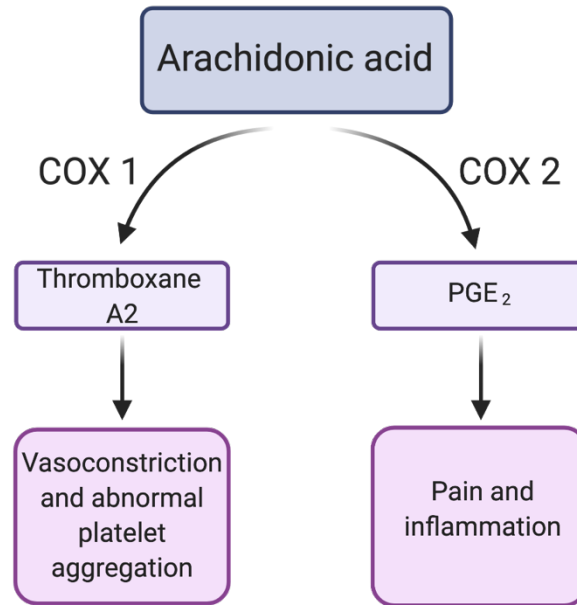 Arachidonic acid
COX 1
COX 2
Thromboxane
A2
PGE₂
Vasoconstriction
and abnormal
platelet
aggregation
Pain and
inflammation